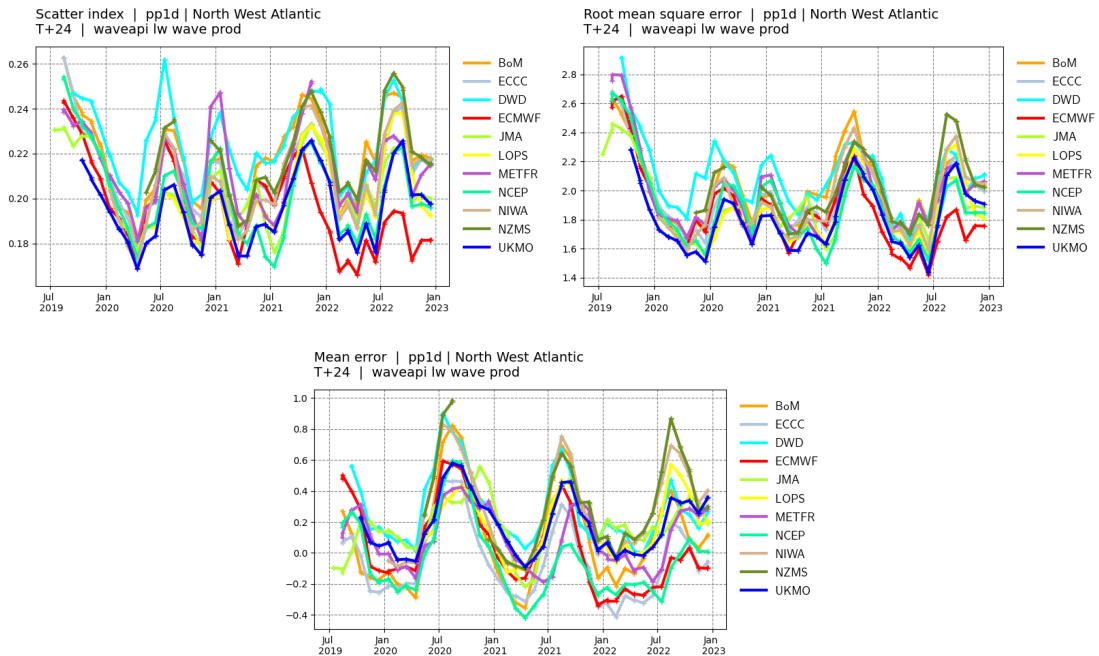 Scatter index | pp1d | North West Atlantic
T+24 | waveapi lw wave prod
0.26
0.24
0.22
0.20
0.18
Jul
2019
Jan
2020
Jul
2020
Jan
2021
Jul
2021
Jan
2022
Jul
2022
Jan
2023
BoM
ECCC
DWD
ECMWF
JMA
LOPS
METFR
NCEP
NIWA
NZMS
UKMO
Root mean square error | pp1d | North West Atlantic
T+24 | waveapi lw wave prod
2.8
2.6
2.4
2.2
2.0
1.8
1.6
1.4
Jul
2019
Jan
2020
Jul
2020
Jan
2021
Jul
2021
Jan
2022
Jul
2022
Jan
2023
BoM
ECCC
DWD
ECMWF
JMA
LOPS
METFR
NCEP
NIWA
NZMS
UKMO
Mean error | pp1d | North West Atlantic
T+24 | waveapi lw wave prod
1.0
0.8
0.6
0.4
0.2
0.0
−0.2
−0.4
Jul
2019
Jan
2020
Jul
2020
Jan
2021
Jul
2021
Jan
2022
Jul
2022
Jan
2023
BoM
ECCC
DWD
ECMWF
JMA
LOPS
METFR
NCEP
NIWA
NZMS
UKMO